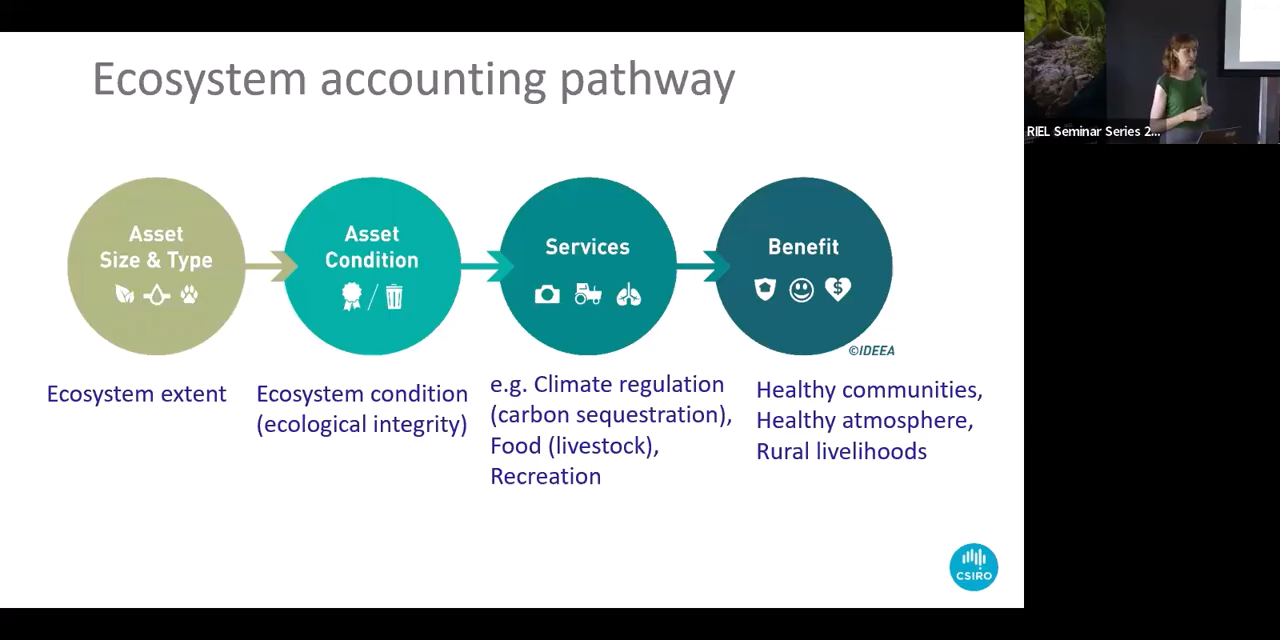 Ecosystem accounting pathway
RIEL Seminar Series 2...
Asset
Size & Type
Asset
Condition
Services
Benefit
$
©IDEEA
Ecosystem extent
Ecosystem condition
(ecological integrity)
e.g. Climate regulation
(carbon sequestration),
Food (livestock),
Recreation
Healthy communities,
Healthy atmosphere,
Rural livelihoods
CSIRO